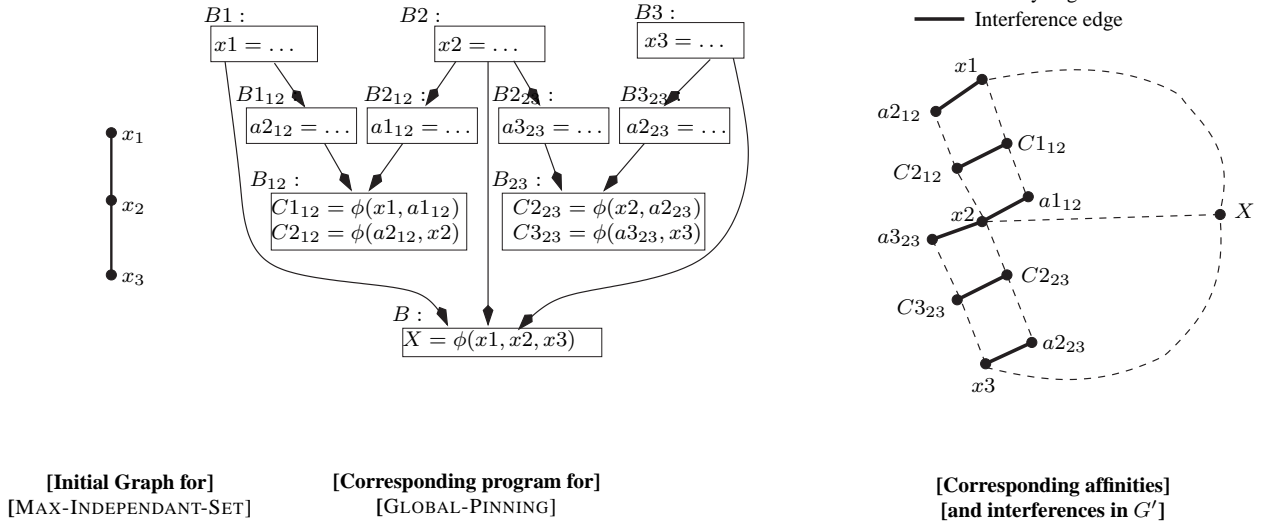 B1 :
B2 :
B3 :
x1 = …
x2 = …
x3 = …
B1₁₂ :
B2₁₂ :
B2₂₃ :
B3₂₃ :
a2₁₂ = …
a1₁₂ = …
a3₂₃ = …
a2₂₃ = …
B₁₂ :
B₂₃ :
C1₁₂ = ϕ(x1, a1₁₂)
C2₁₂ = ϕ(a2₁₂, x2)
C2₂₃ = ϕ(x2, a2₂₃)
C3₂₃ = ϕ(a3₂₃, x3)
B :
X = ϕ(x1, x2, x3)
x₁
x₂
x₃
Interference edge
x1
a2₁₂
C1₁₂
C2₁₂
a1₁₂
x2
X
a3₂₃
C2₂₃
C3₂₃
a2₂₃
x3
[Initial Graph for]
[MAX-INDEPENDANT-SET]
[Corresponding program for]
[GLOBAL-PINNING]
[Corresponding affinities]
[and interferences in G′]